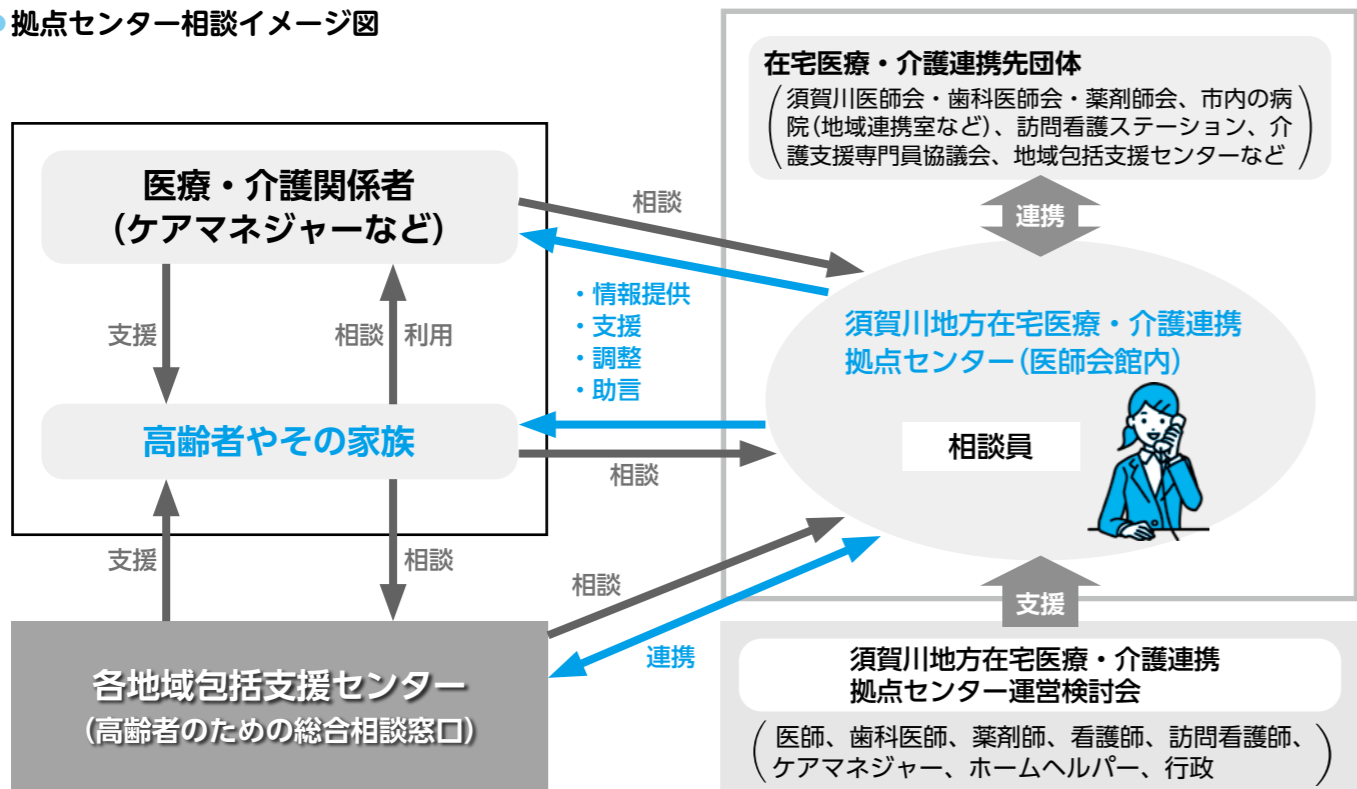 拠点センター相談イメージ図
在宅医療・介護連携先団体
(須賀川医師会・歯科医師会・薬剤師会、市内の病
院(地域連携室など)、訪問看護ステーション、介
護支援専門員協議会、地域包括支援センターなど)
連携
医療・介護関係者
(ケアマネジャーなど)
相談
・情報提供
・支援
・調整
・助言
支援
相談
利用
須賀川地方在宅医療・介護連携
拠点センター(医師会館内)
相談員
高齢者やその家族
相談
支援
相談
相談
連携
支援
各地域包括支援センター
(高齢者のための総合相談窓口)
須賀川地方在宅医療・介護連携
拠点センター運営検討会
(医師、歯科医師、薬剤師、看護師、訪問看護師、
ケアマネジャー、ホームヘルパー、行政)